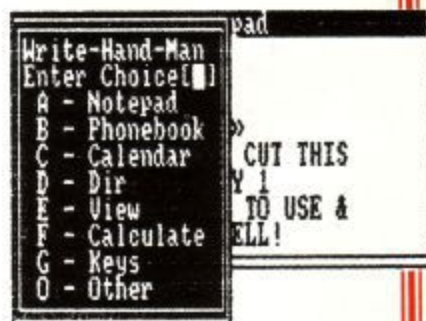 pad
Write-Hand-Man
Enter Choice[█]
A - Notepad
B - Phonebook »
C - Calendar CUT THIS
D - Dir Y 1
E - View TO USE &
F - Calculate ELL!
G - Keys
O - Other